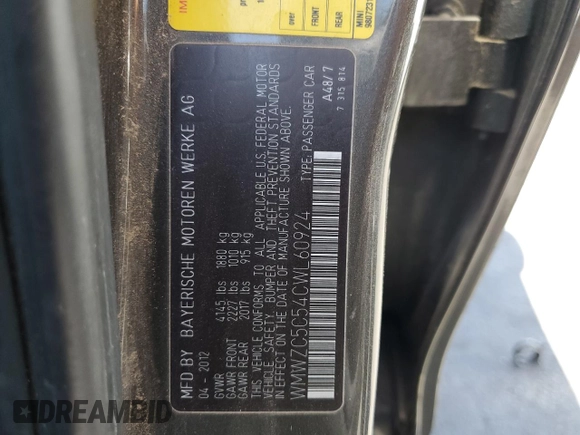 MFD BY BAYERISCHE MOTOREN WERKE AG
04 - 2012
GVWR 4145 lbs 1880 kg
GAWR FRONT 2227 lbs 1010 kg
GAWR REAR 2017 lbs 915 kg
THIS VEHICLE CONFORMS TO ALL APPLICABLE U.S. FEDERAL MOTOR
VEHICLE SAFETY, BUMPER AND THEFT PREVENTION STANDARDS
IN EFFECT ON DATE OF MANUFACTURE SHOWN ABOVE.
WMWZC5C54CWL60924 TYPE: PASSENGER CAR
A48/7
7 315 814
over
FRONT
REAR
MINI
DREAMBID